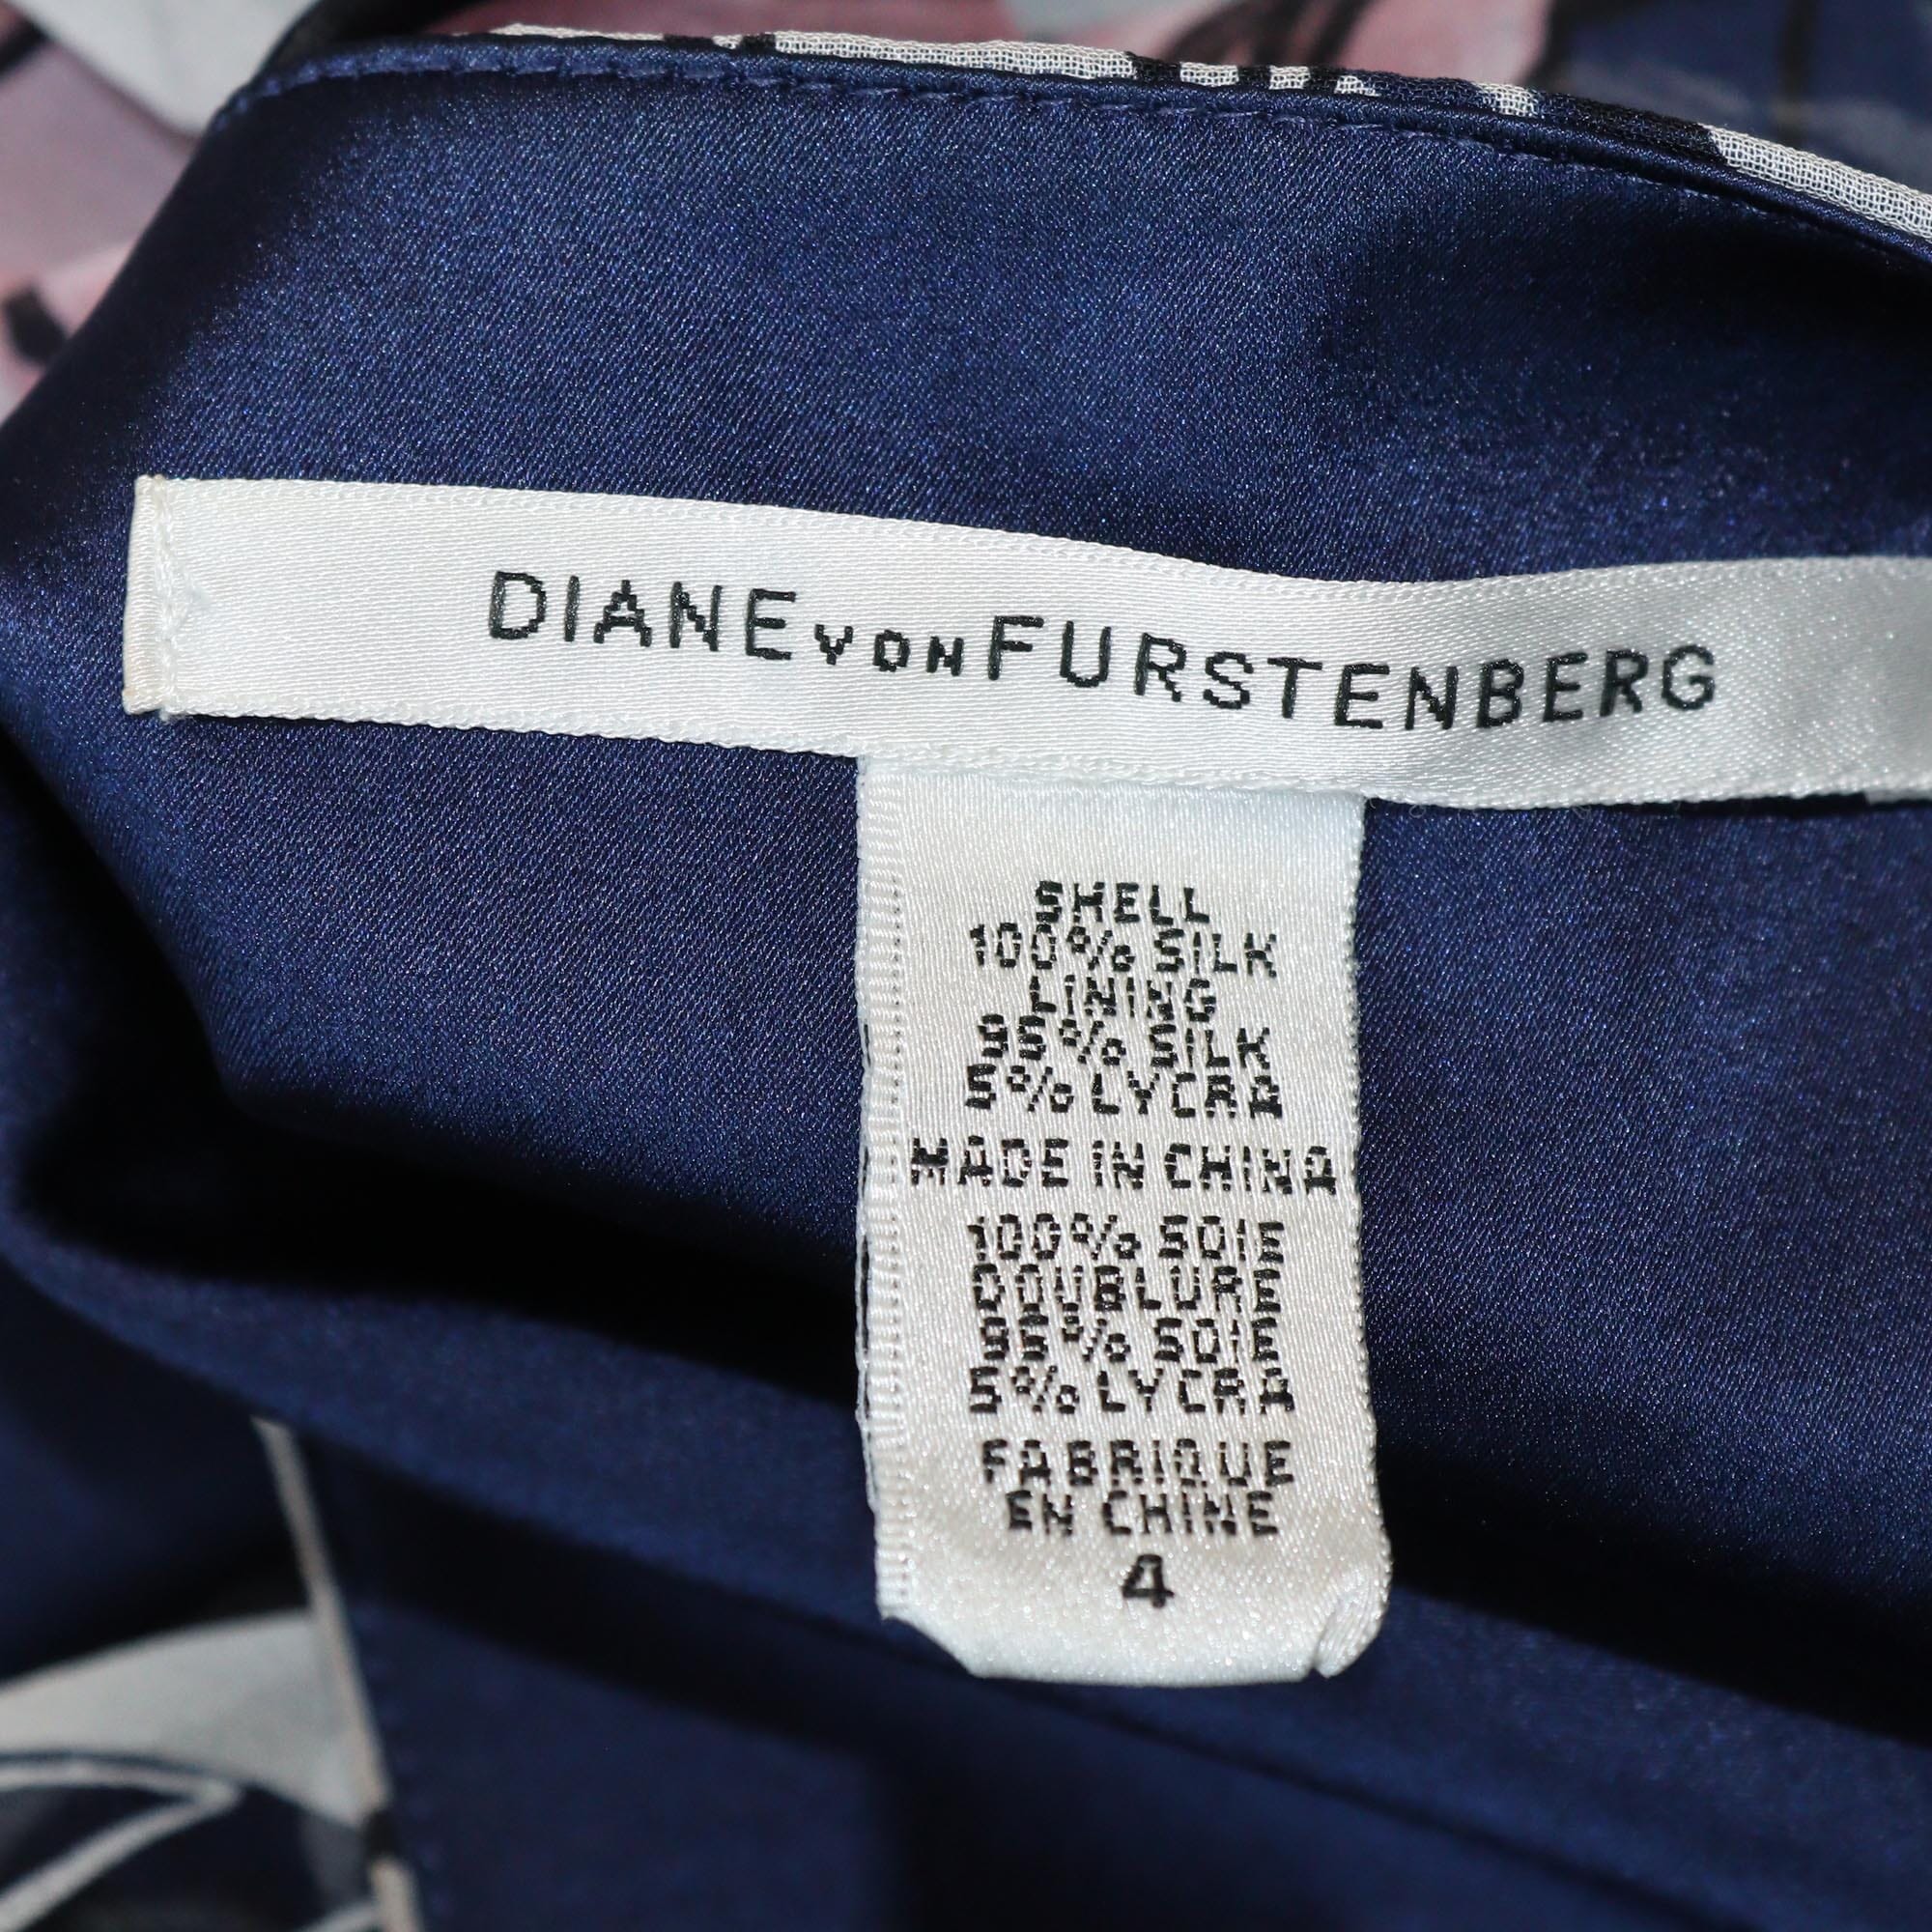 DIANE VON FURSTENBERG
SHELL
100% SILK
LINING
95% SILK
5% LYCRA
MADE IN CHINA
100% SOIE
DOUBLURE
95% SOIE
5% LYCRA
FABRIQUE
EN CHINE
4